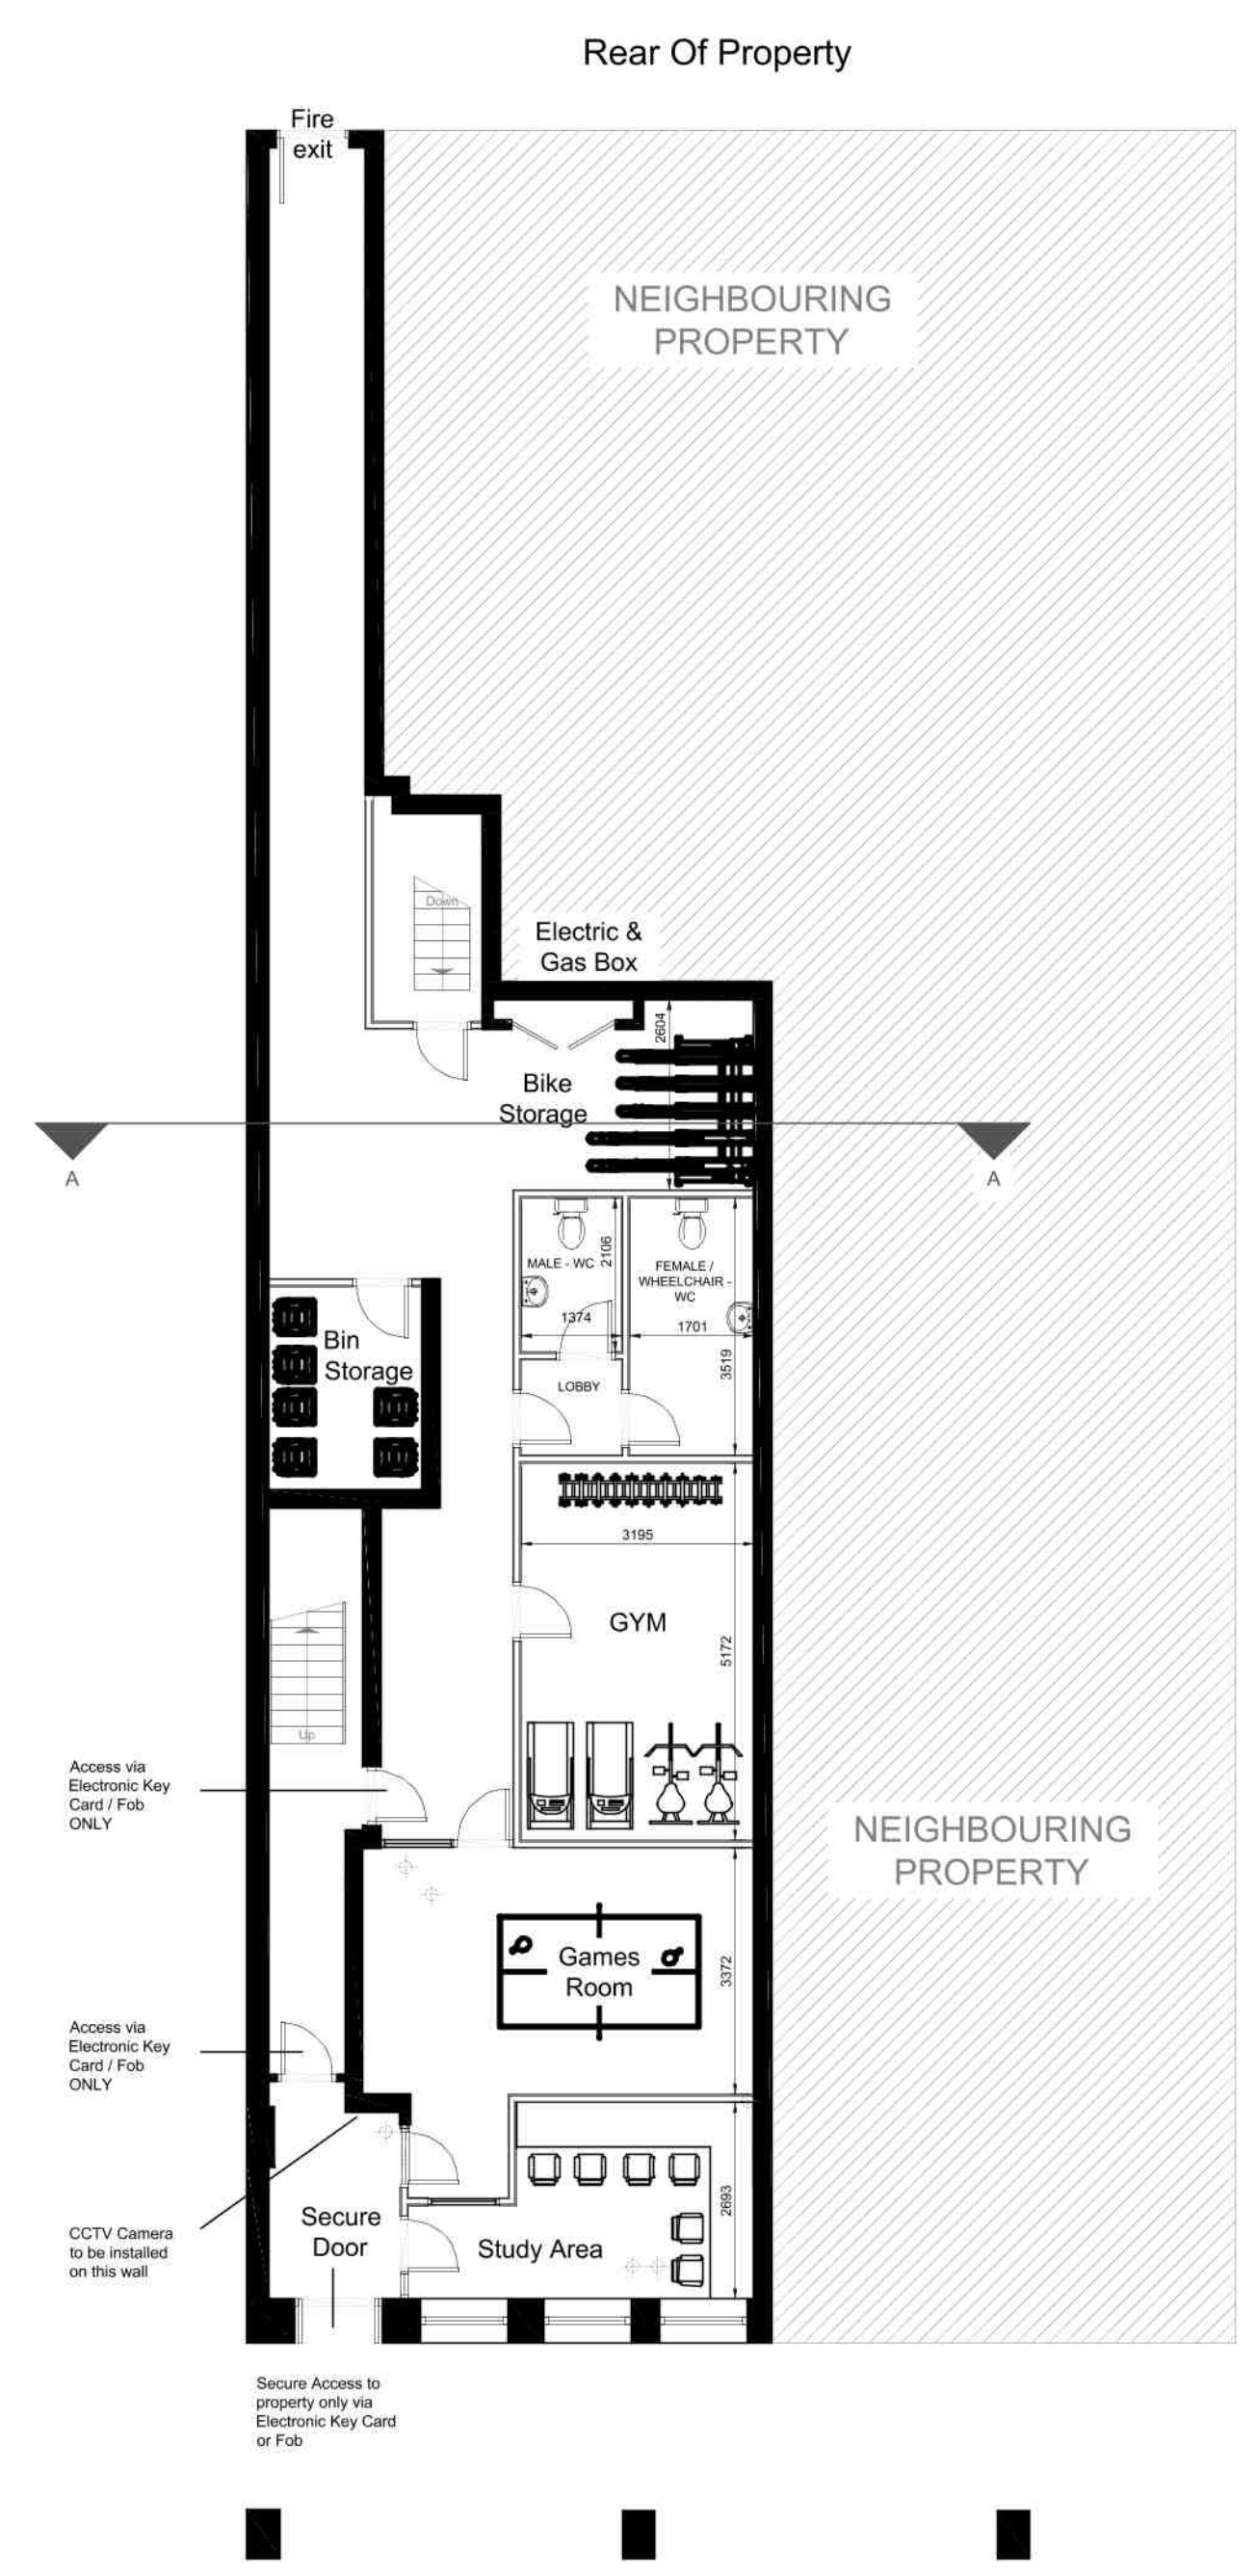 Rear Of Property
Fire
exit
NEIGHBOURING
PROPERTY
Down
Electric &
Gas Box
2604
Bike
Storage
A
A
MALE - WC
2106
FEMALE /
WHEELCHAIR -
WC
1374
1701
Bin
Storage
3519
LOBBY
3195
GYM
5172
Up
Access via
Electronic Key
Card / Fob
ONLY
NEIGHBOURING
PROPERTY
Games
Room
3372
Access via
Electronic Key
Card / Fob
ONLY
2693
Secure
Door
Study Area
CCTV Camera
to be installed
on this wall
Secure Access to
property only via
Electronic Key Card
or Fob